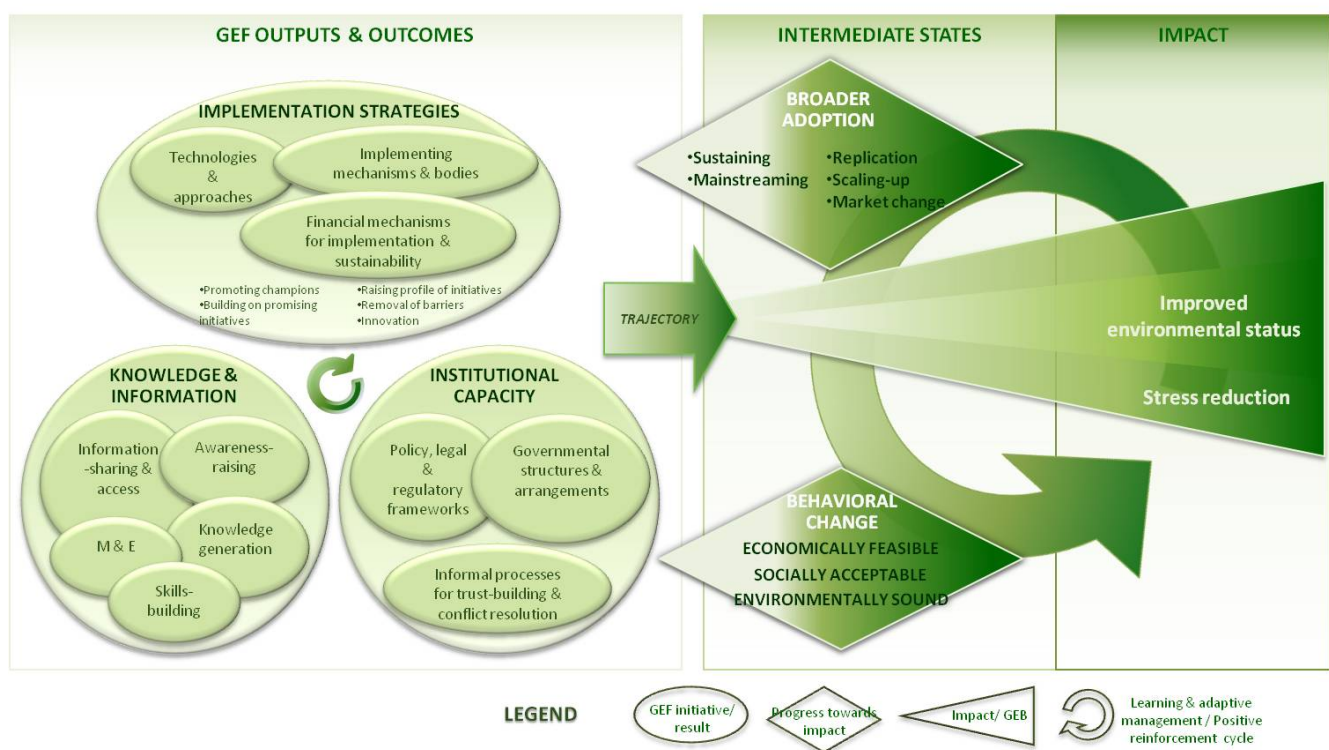 GEF OUTPUTS & OUTCOMES
IMPLEMENTATION STRATEGIES
Technologies
&
approaches
Implementing
mechanisms & bodies
Financial mechanisms
for implementation &
sustainability
•Promoting champions
•Building on promising
initiatives
•Raising profile of initiatives
•Removal of barriers
•Innovation
KNOWLEDGE &
INFORMATION
Information
-sharing &
access
Awareness-
raising
M & E
Knowledge
generation
Skills-
building
INSTITUTIONAL
CAPACITY
Policy, legal
&
regulatory
frameworks
Governmental
structures &
arrangements
Informal processes
for trust-building &
conflict resolution
TRAJECTORY
INTERMEDIATE STATES
BROADER
ADOPTION
•Sustaining
•Mainstreaming
•Replication
•Scaling-up
•Market change
BEHAVIORAL
CHANGE
ECONOMICALLY FEASIBLE
SOCIALLY ACCEPTABLE
ENVIRONMENTALLY SOUND
IMPACT
Improved
environmental status
Stress reduction
LEGEND
GEF initiative/
result
Progress towards
impact
Impact/ GEB
Learning & adaptive
management / Positive
reinforcement cycle